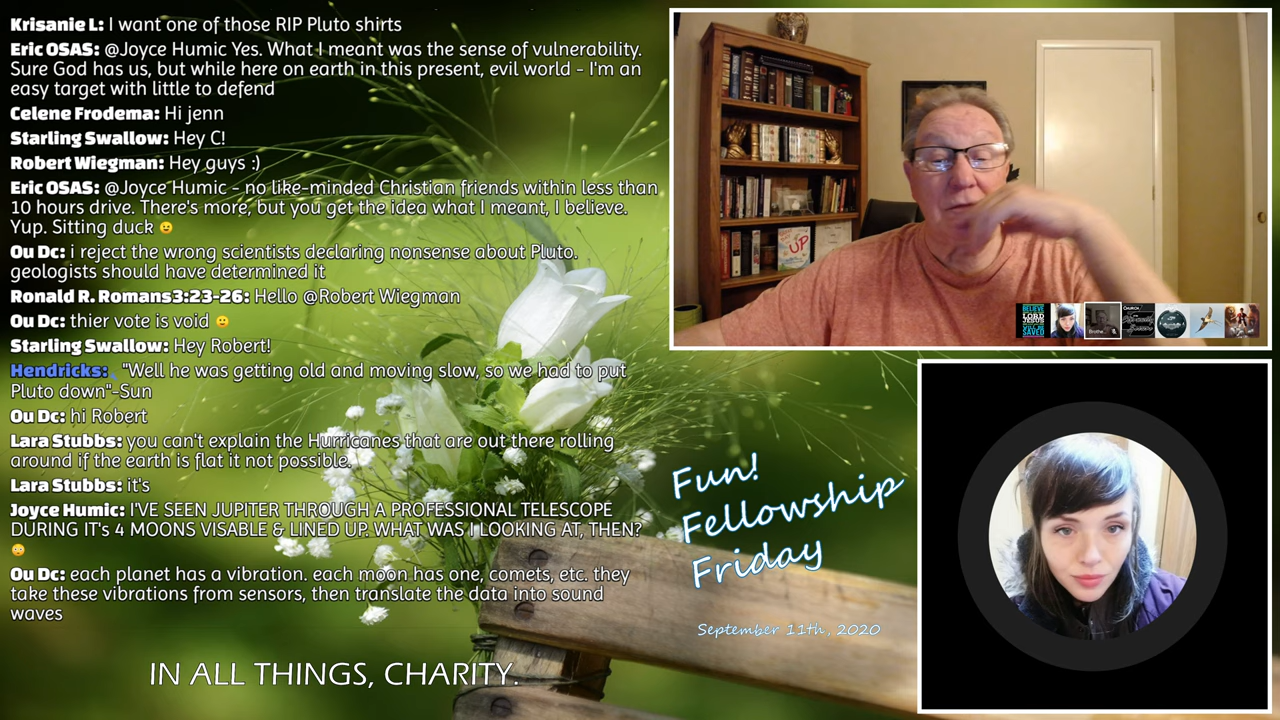 Krisanie L: I want one of those RIP Pluto shirts
Eric OSAS: @Joyce Humic Yes. What I meant was the sense of vulnerability.
Sure God has us, but while here on earth in this present, evil world - I'm an
easy target with little to defend
Celene Frodema: Hi jenn
Starling Swallow: Hey C!
Robert Wiegman: Hey guys :)
Eric OSAS: @Joyce Humic - no like-minded Christian friends within less than
10 hours drive. There's more, but you get the idea what I meant, I believe.
Yup. Sitting duck 😐
Ou Dc: i reject the wrong scientists declaring nonsense about Pluto.
geologists should have determined it
Ronald R. Romans3:23-26: Hello @Robert Wiegman
Ou Dc: thier vote is void 🙂
Starling Swallow: Hey Robert!
Hendricks: "Well he was getting old and moving slow, so we had to put
Pluto down"-Sun
Ou Dc: hi Robert
Lara Stubbs: you can't explain the Hurricanes that are out there rolling
around if the earth is flat it not possible.
Lara Stubbs: it's
Joyce Humic: I'VE SEEN JUPITER THROUGH A PROFESSIONAL TELESCOPE
DURING IT's 4 MOONS VISABLE & LINED UP. WHAT WAS I LOOKING AT, THEN?
😳
Ou Dc: each planet has a vibration. each moon has one, comets, etc. they
take these vibrations from sensors, then translate the data into sound
waves
IN ALL THINGS, CHARITY.
UP
BELIEVE
LORD
JESUS
SAVED
Brothe...
CHURCH
Fun!
Fellowship
Friday
September 11th, 2020